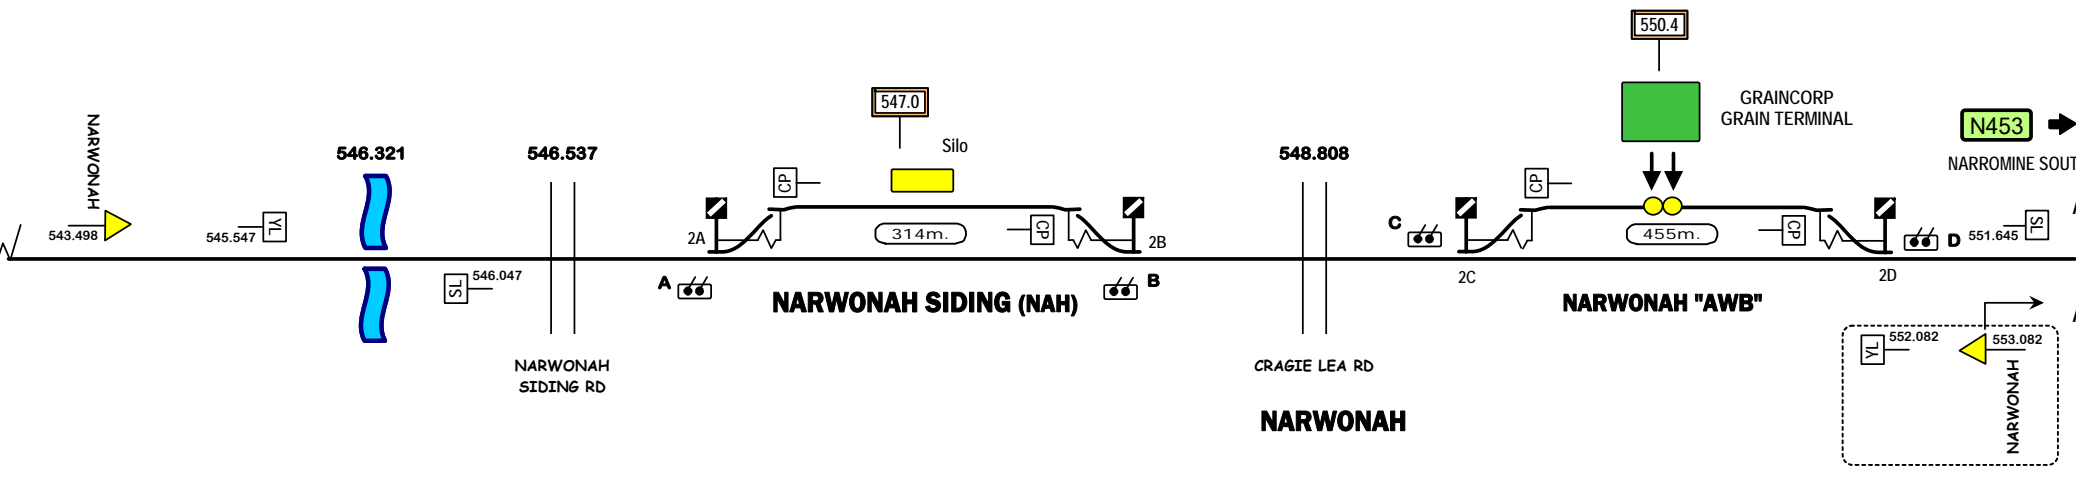 550.4
547.0
GRAINCORP
GRAIN TERMINAL
N453
NARROMINE SOUT
NARWONAH
546.321
546.537
Silo
548.808
CP
CP
543.498
545.547
YL
2A
314m.
CP
2B
C
455m.
CP
D
551.645
SL
SL
546.047
A
B
2C
2D
NARWONAH SIDING (NAH)
NARWONAH "AWB"
YL
552.082
553.082
NARWONAH
SIDING RD
CRAGIE LEA RD
NARWONAH
NARWONAH